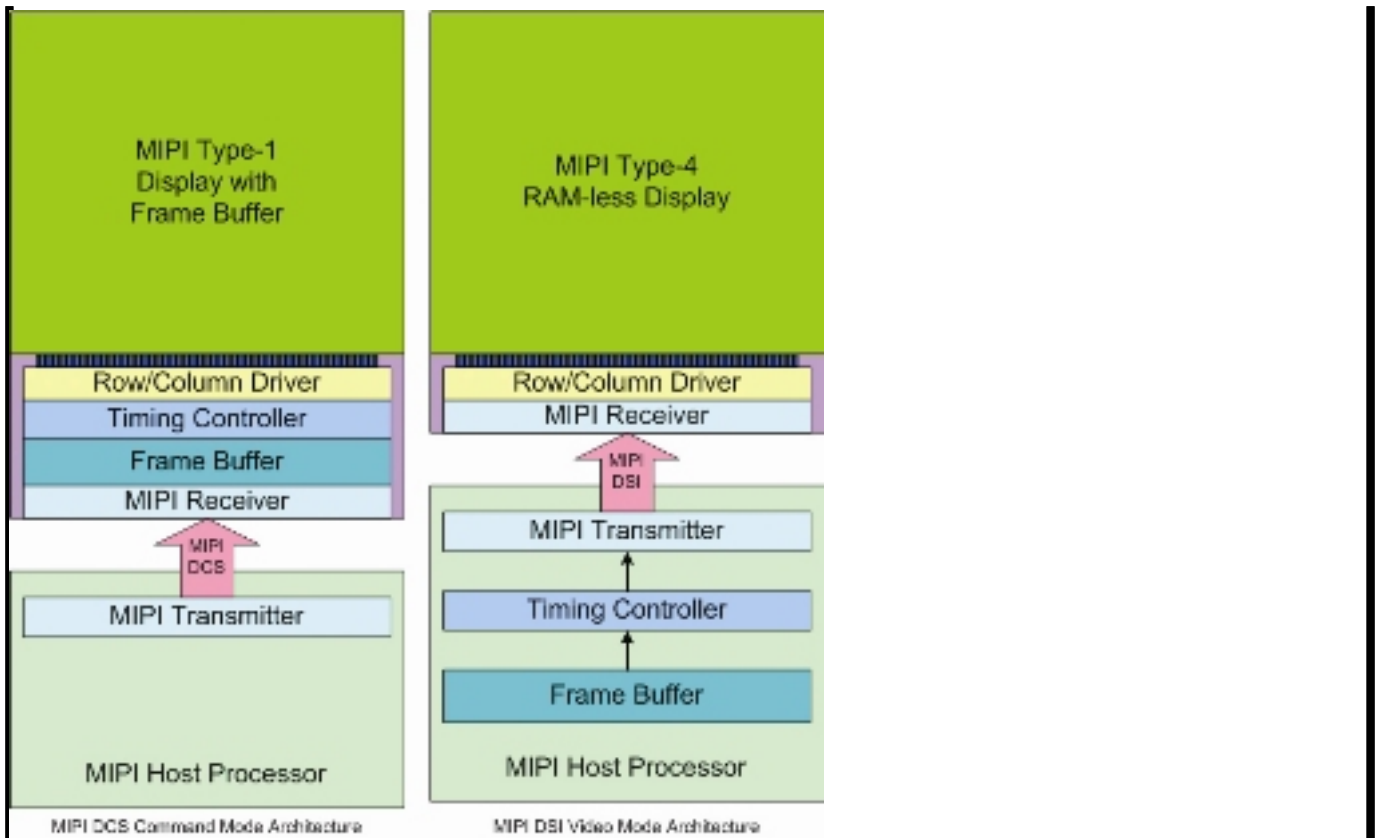 MIPI Type-1
Display with
Frame Buffer
Row/Column Driver
Timing Controller
Frame Buffer
MIPI Receiver
MIPI
DCS
MIPI Transmitter
MIPI Host Processor
MIPI DCS Command Mode Architecture
MIPI Type-4
RAM-less Display
Row/Column Driver
MIPI Receiver
MIPI
DSI
MIPI Transmitter
Timing Controller
Frame Buffer
MIPI Host Processor
MIPI DSI Video Mode Architecture